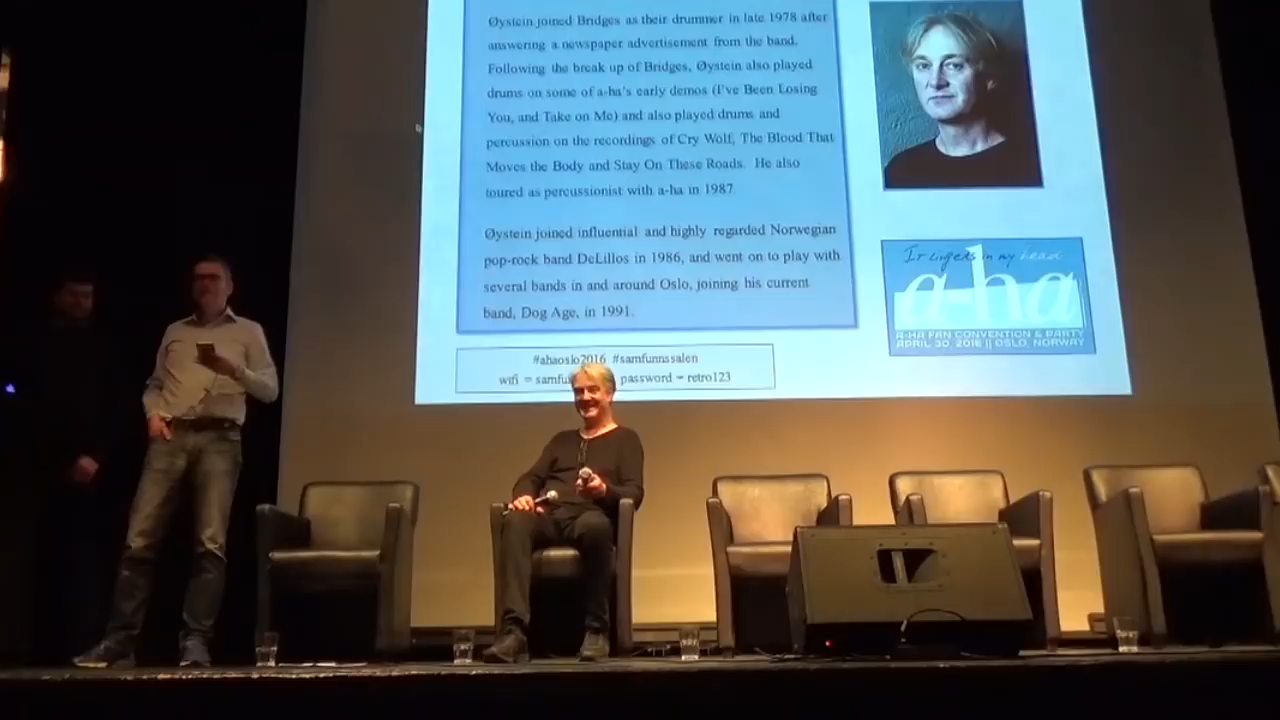 Øystein joined Bridges as their drummer in late 1978 after
answering a newspaper advertisement from the band.
Following the break up of Bridges, Øystein also played
drums on some of a-ha's early demos (I've Been Losing
You, and Take on Me) and also played drums and
percussion on the recordings of Cry Wolf, The Blood That
Moves the Body and Stay On These Roads. He also
toured as percussionist with a-ha in 1987
Øystein joined influential and highly regarded Norwegian
pop-rock band DeLillos in 1986, and went on to play with
several bands in and around Oslo, joining his current
band, Dog Age, in 1991.
It lingers in my head
a-ha
A-HA FAN CONVENTION & PARTY
APRIL 30, 2016 || OSLO, NORWAY
#ahaoslo2016 #samfunnssalen
wifi = samfu password = retro123